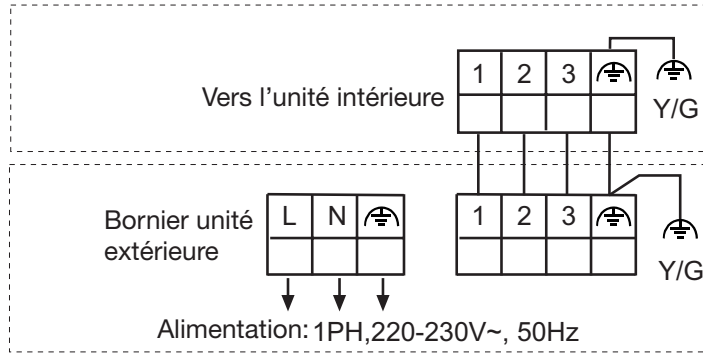 1 2 3
Vers l'unité intérieure
Y/G
Bornier unité
extérieure
L N
1 2 3
Y/G
Alimentation: 1PH,220-230V~, 50Hz